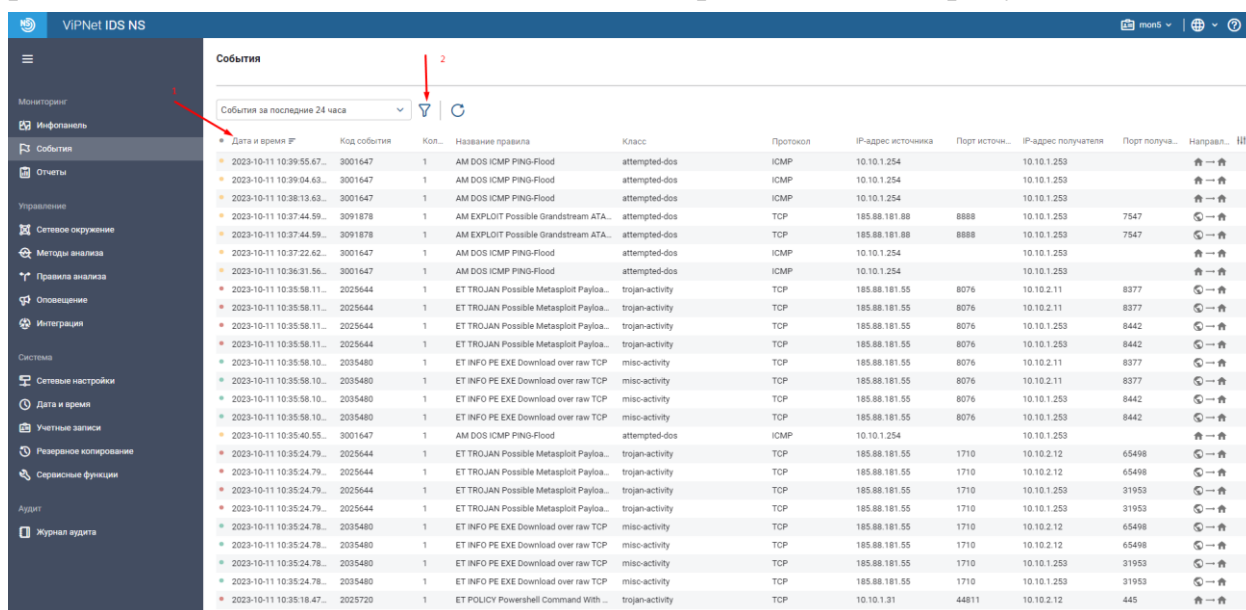 NS ViPNet IDS NS mon5
События 2
1
Мониторинг
Инфопанель
События
Отчеты
Управление
Сетевое окружение
Методы анализа
Правила анализа
Оповещение
Интеграция
Система
Сетевые настройки
Дата и время
Учетные записи
Резервное копирование
Сервисные функции
Аудит
Журнал аудита
События за последние 24 часа
Дата и время Код события Кол... Название правила Класс Протокол IP-адрес источника Порт источн... IP-адрес получателя Порт получа... Направл...
2023-10-11 10:39:55.67... 3001647 1 AM DOS ICMP PING-Flood attempted-dos ICMP 10.10.1.254 10.10.1.253
2023-10-11 10:39:04.63... 3001647 1 AM DOS ICMP PING-Flood attempted-dos ICMP 10.10.1.254 10.10.1.253
2023-10-11 10:38:13.63... 3001647 1 AM DOS ICMP PING-Flood attempted-dos ICMP 10.10.1.254 10.10.1.253
2023-10-11 10:37:44.59... 3091878 1 AM EXPLOIT Possible Grandstream ATA... attempted-dos TCP 185.88.181.88 8888 10.10.1.253 7547
2023-10-11 10:37:44.59... 3091878 1 AM EXPLOIT Possible Grandstream ATA... attempted-dos TCP 185.88.181.88 8888 10.10.1.253 7547
2023-10-11 10:37:22.62... 3001647 1 AM DOS ICMP PING-Flood attempted-dos ICMP 10.10.1.254 10.10.1.253
2023-10-11 10:36:31.56... 3001647 1 AM DOS ICMP PING-Flood attempted-dos ICMP 10.10.1.254 10.10.1.253
2023-10-11 10:35:58.11... 2025644 1 ET TROJAN Possible Metasploit Payloa... trojan-activity TCP 185.88.181.55 8076 10.10.2.11 8377
2023-10-11 10:35:58.11... 2025644 1 ET TROJAN Possible Metasploit Payloa... trojan-activity TCP 185.88.181.55 8076 10.10.2.11 8377
2023-10-11 10:35:58.11... 2025644 1 ET TROJAN Possible Metasploit Payloa... trojan-activity TCP 185.88.181.55 8076 10.10.1.253 8442
2023-10-11 10:35:58.11... 2025644 1 ET TROJAN Possible Metasploit Payloa... trojan-activity TCP 185.88.181.55 8076 10.10.1.253 8442
2023-10-11 10:35:58.10... 2035480 1 ET INFO PE EXE Download over raw TCP misc-activity TCP 185.88.181.55 8076 10.10.2.11 8377
2023-10-11 10:35:58.10... 2035480 1 ET INFO PE EXE Download over raw TCP misc-activity TCP 185.88.181.55 8076 10.10.2.11 8377
2023-10-11 10:35:58.10... 2035480 1 ET INFO PE EXE Download over raw TCP misc-activity TCP 185.88.181.55 8076 10.10.1.253 8442
2023-10-11 10:35:58.10... 2035480 1 ET INFO PE EXE Download over raw TCP misc-activity TCP 185.88.181.55 8076 10.10.1.253 8442
2023-10-11 10:35:40.55... 3001647 1 AM DOS ICMP PING-Flood attempted-dos ICMP 10.10.1.254 10.10.1.253
2023-10-11 10:35:24.79... 2025644 1 ET TROJAN Possible Metasploit Payloa... trojan-activity TCP 185.88.181.55 1710 10.10.2.12 65498
2023-10-11 10:35:24.79... 2025644 1 ET TROJAN Possible Metasploit Payloa... trojan-activity TCP 185.88.181.55 1710 10.10.2.12 65498
2023-10-11 10:35:24.79... 2025644 1 ET TROJAN Possible Metasploit Payloa... trojan-activity TCP 185.88.181.55 1710 10.10.1.253 31953
2023-10-11 10:35:24.79... 2025644 1 ET TROJAN Possible Metasploit Payloa... trojan-activity TCP 185.88.181.55 1710 10.10.1.253 31953
2023-10-11 10:35:24.78... 2035480 1 ET INFO PE EXE Download over raw TCP misc-activity TCP 185.88.181.55 1710 10.10.2.12 65498
2023-10-11 10:35:24.78... 2035480 1 ET INFO PE EXE Download over raw TCP misc-activity TCP 185.88.181.55 1710 10.10.2.12 65498
2023-10-11 10:35:24.78... 2035480 1 ET INFO PE EXE Download over raw TCP misc-activity TCP 185.88.181.55 1710 10.10.1.253 31953
2023-10-11 10:35:24.78... 2035480 1 ET INFO PE EXE Download over raw TCP misc-activity TCP 185.88.181.55 1710 10.10.1.253 31953
2023-10-11 10:35:18.47... 2025720 1 ET POLICY Powershell Command With ... trojan-activity TCP 10.10.1.31 44811 10.10.2.12 445